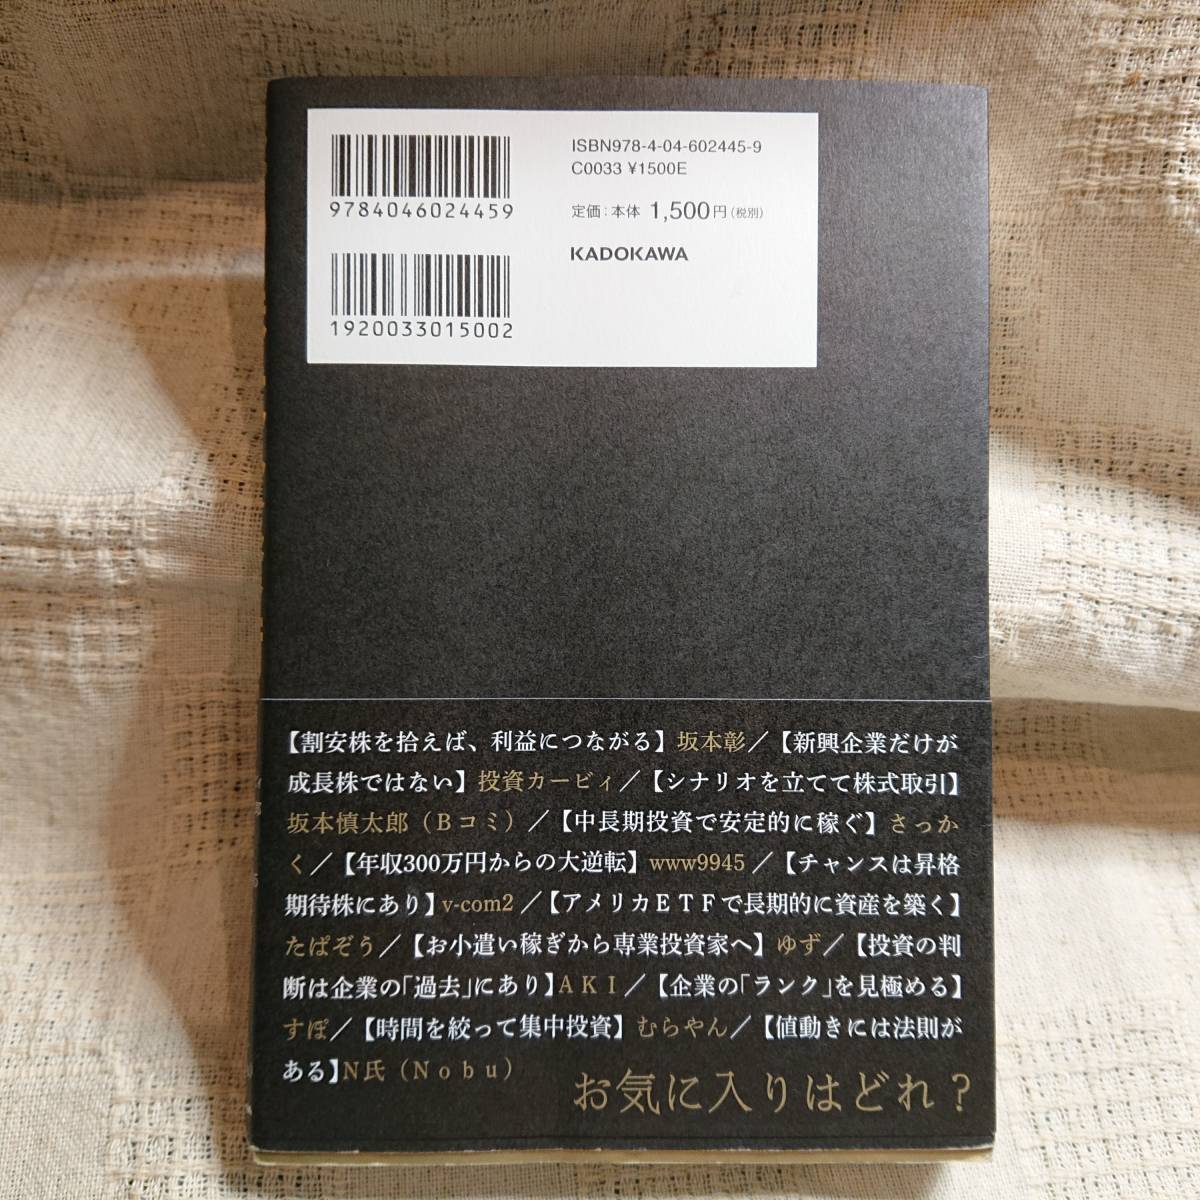 ISBN978-4-04-602445-9
C0033 ¥1500E
9784046024459
定価：本体 1,500円（税別）
KADOKAWA
1920033015002
【割安株を拾えば、利益につながる】坂本彰／【新興企業だけが
成長株ではない】投資カービィ／【シナリオを立てて株式取引】
坂本慎太郎（Bコミ）／【中長期投資で安定的に稼ぐ】さっか
く／【年収300万円からの大逆転】www9945／【チャンスは昇格
期待株にあり】v-com2／【アメリカＥＴＦで長期的に資産を築く】
たぱぞう／【お小遣い稼ぎから専業投資家へ】ゆず／【投資の判
断は企業の「過去」にあり】ＡＫＩ／【企業の「ランク」を見極める】
すぽ／【時間を絞って集中投資】むらやん／【値動きには法則が
ある】N氏（Ｎｏｂｕ）
お気に入りはどれ？